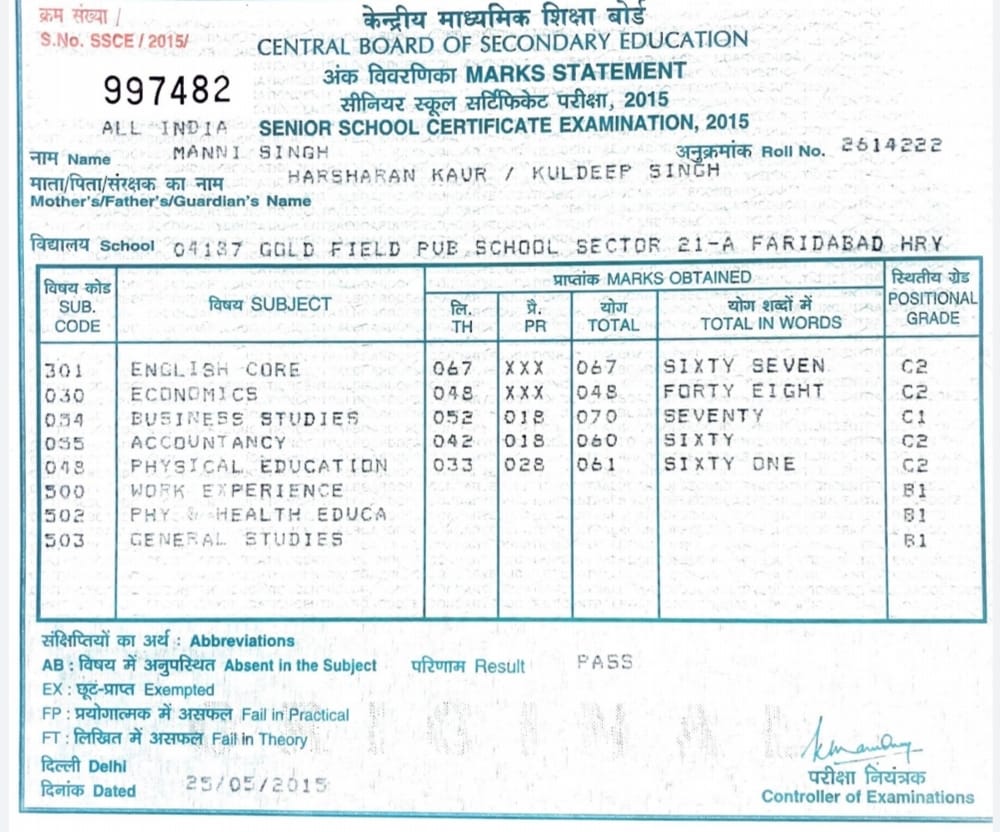 क्रम संख्या /
S.No. SSCE / 2015/
997482
केन्द्रीय माध्यमिक शिक्षा बोर्ड
CENTRAL BOARD OF SECONDARY EDUCATION
अंक विवरणिका MARKS STATEMENT
सीनियर स्कूल सर्टिफिकेट परीक्षा, 2015
ALL INDIA SENIOR SCHOOL CERTIFICATE EXAMINATION, 2015
नाम Name MANNI SINGH अनुक्रमांक Roll No. 2614222
माता/पिता/संरक्षक का नाम HARSHARAN KAUR / KULDEEP SINGH
Mother's/Father's/Guardian's Name
विद्यालय School 04137 GOLD FIELD PUB SCHOOL SECTOR 21-A FARIDABAD HRY
विषय कोड SUB. CODE विषय SUBJECT प्राप्तांक MARKS OBTAINED स्थितीय ग्रेड POSITIONAL GRADE
लि. TH प्रै. PR योग TOTAL योग शब्दों में TOTAL IN WORDS
301 ENGLISH CORE 067 XXX 067 SIXTY SEVEN C2
030 ECONOMICS 048 XXX 048 FORTY EIGHT C2
054 BUSINESS STUDIES 052 018 070 SEVENTY C1
055 ACCOUNTANCY 042 018 060 SIXTY C2
048 PHYSICAL EDUCATION 033 028 061 SIXTY ONE C2
500 WORK EXPERIENCE B1
502 PHY & HEALTH EDUCA B1
503 GENERAL STUDIES B1
संक्षिप्तियों का अर्थ : Abbreviations
AB : विषय में अनुपस्थित Absent in the Subject परिणाम Result PASS
EX : छूट-प्राप्त Exempted
FP : प्रयोगात्मक में असफल Fail in Practical
FT : लिखित में असफल Fail in Theory
दिल्ली Delhi
दिनांक Dated 25/05/2015
परीक्षा नियंत्रक
Controller of Examinations